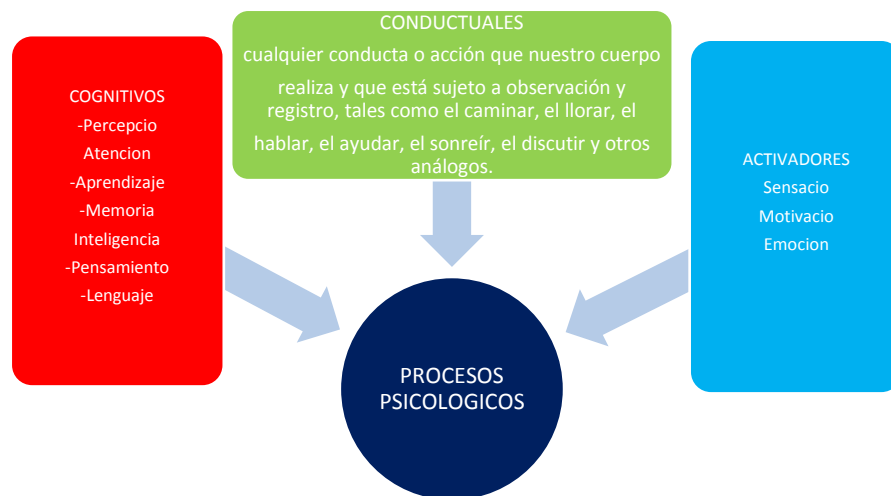 COGNITIVOS
-Percepcio
Atencion
-Aprendizaje
-Memoria
Inteligencia
-Pensamiento
-Lenguaje
CONDUCTUALES
cualquier conducta o acción que nuestro cuerpo
realiza y que está sujeto a observación y
registro, tales como el caminar, el llorar, el
hablar, el ayudar, el sonreír, el discutir y otros
análogos.
ACTIVADORES
Sensacio
Motivacio
Emocion
PROCESOS
PSICOLOGICOS